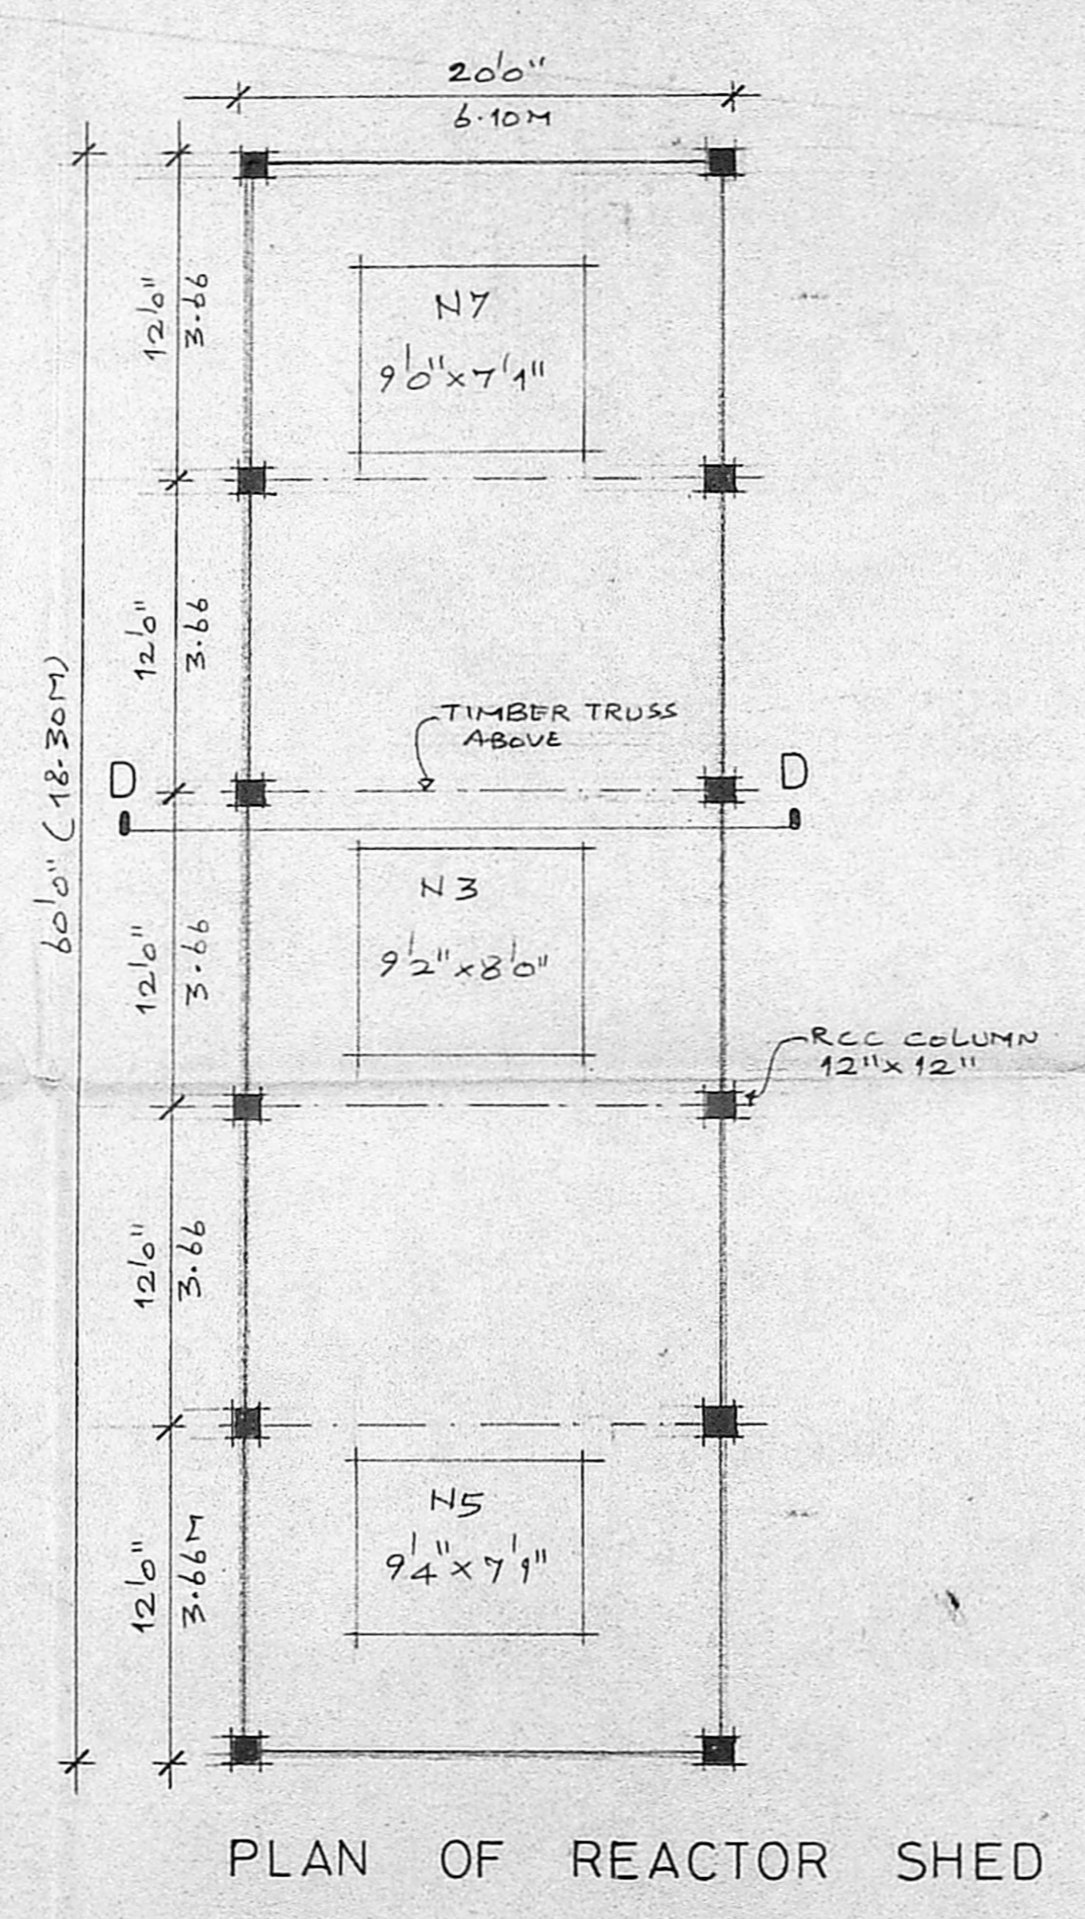 20'0"
6.10M
12'0"
3.66
N7
9'0"x7'1"
12'0"
3.66
60'0" (18.30M)
TIMBER TRUSS
ABOVE
D
D
N3
9'2"x8'0"
12'0"
3.66
RCC COLUMN
12"x12"
12'0"
3.66
N5
9'4"x7'1"
12'0"
3.66M
PLAN OF REACTOR SHED